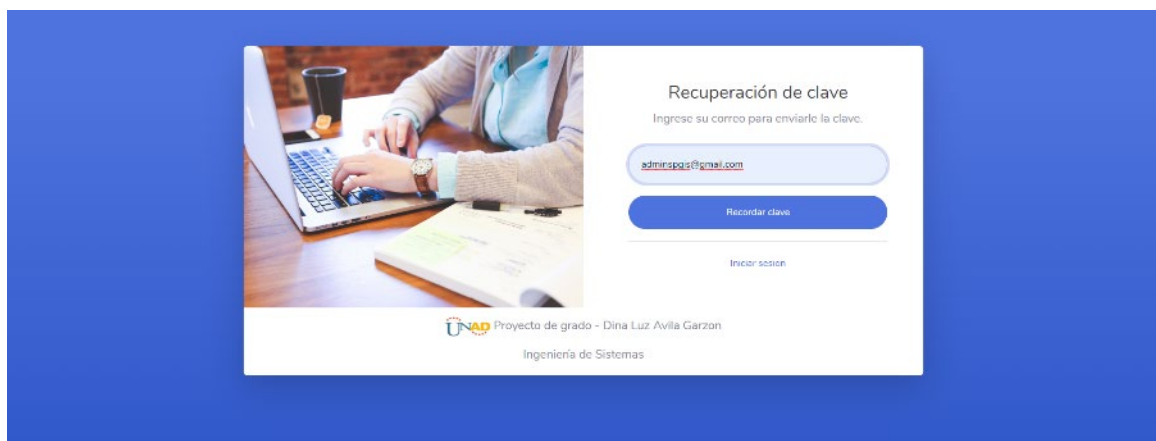 Recuperación de clave
Ingrese su correo para enviarle la clave.
adminspgis@gmail.com
Recordar clave
Iniciar sesion
UNAD Proyecto de grado - Dina Luz Avila Garzon
Ingeniería de Sistemas